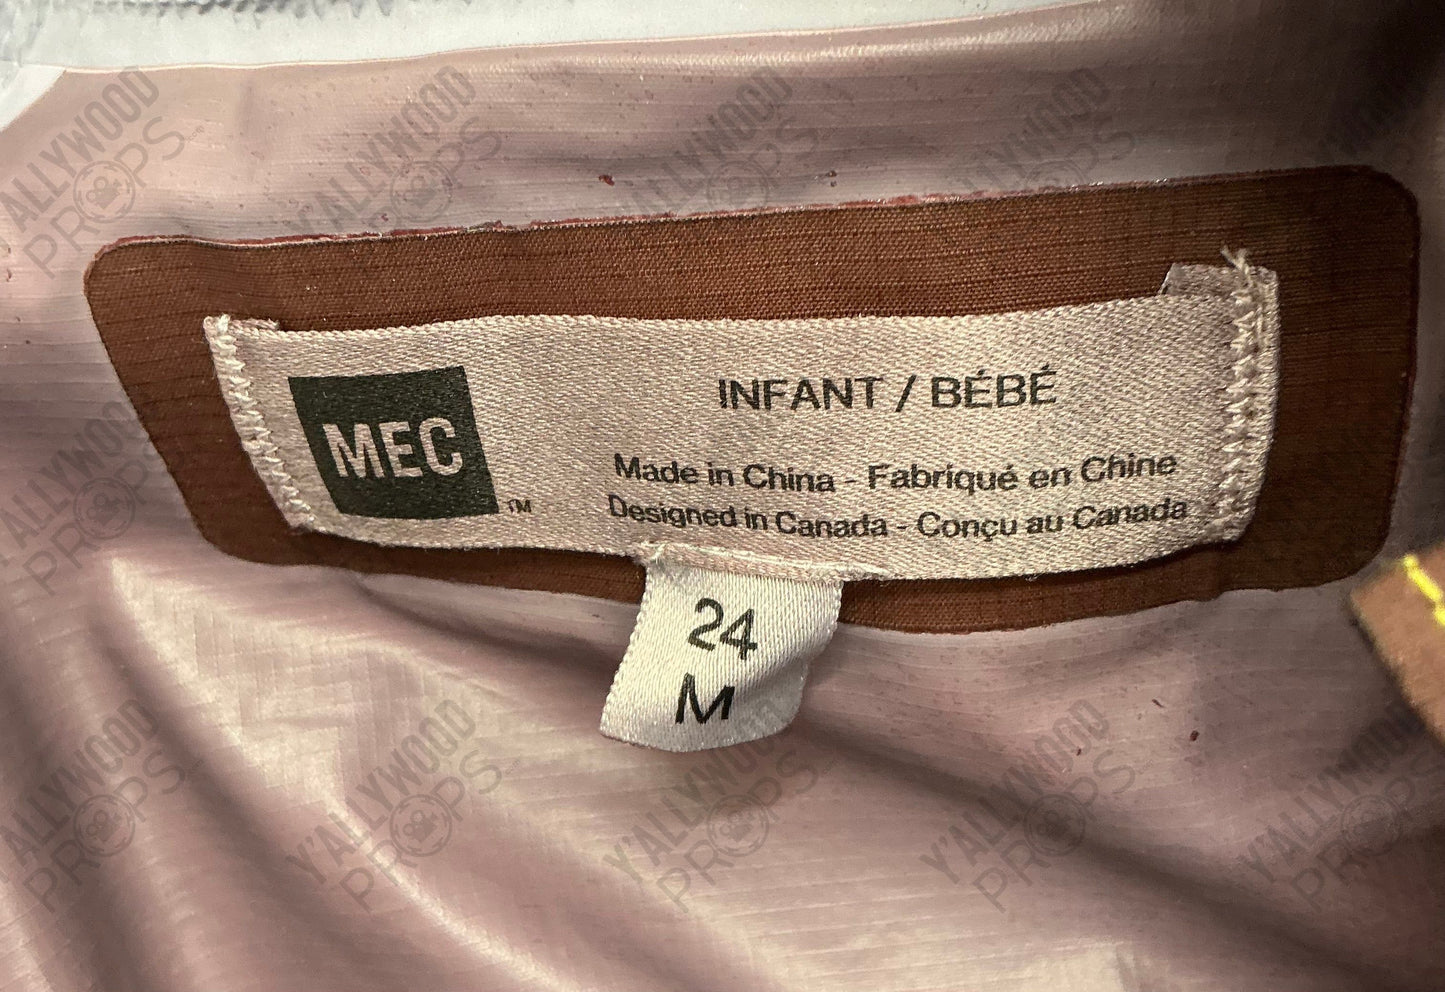 MEC
TM
INFANT / BÉBÉ
Made in China - Fabriqué en Chine
Designed in Canada - Conçu au Canada
24
M
Y'ALLYWOOD
PROPS